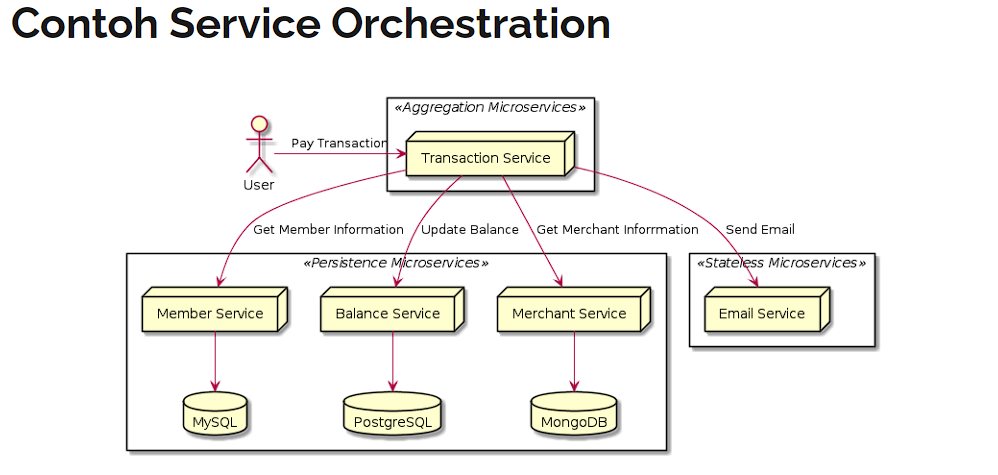 Contoh Service Orchestration
«Aggregation Microservices»
Pay Transaction
Transaction Service
User
Get Member Information
Update Balance
Get Merchant Inforrmation
Send Email
«Persistence Microservices»
«Stateless Microservices»
Member Service
Balance Service
Merchant Service
Email Service
MySQL
PostgreSQL
MongoDB